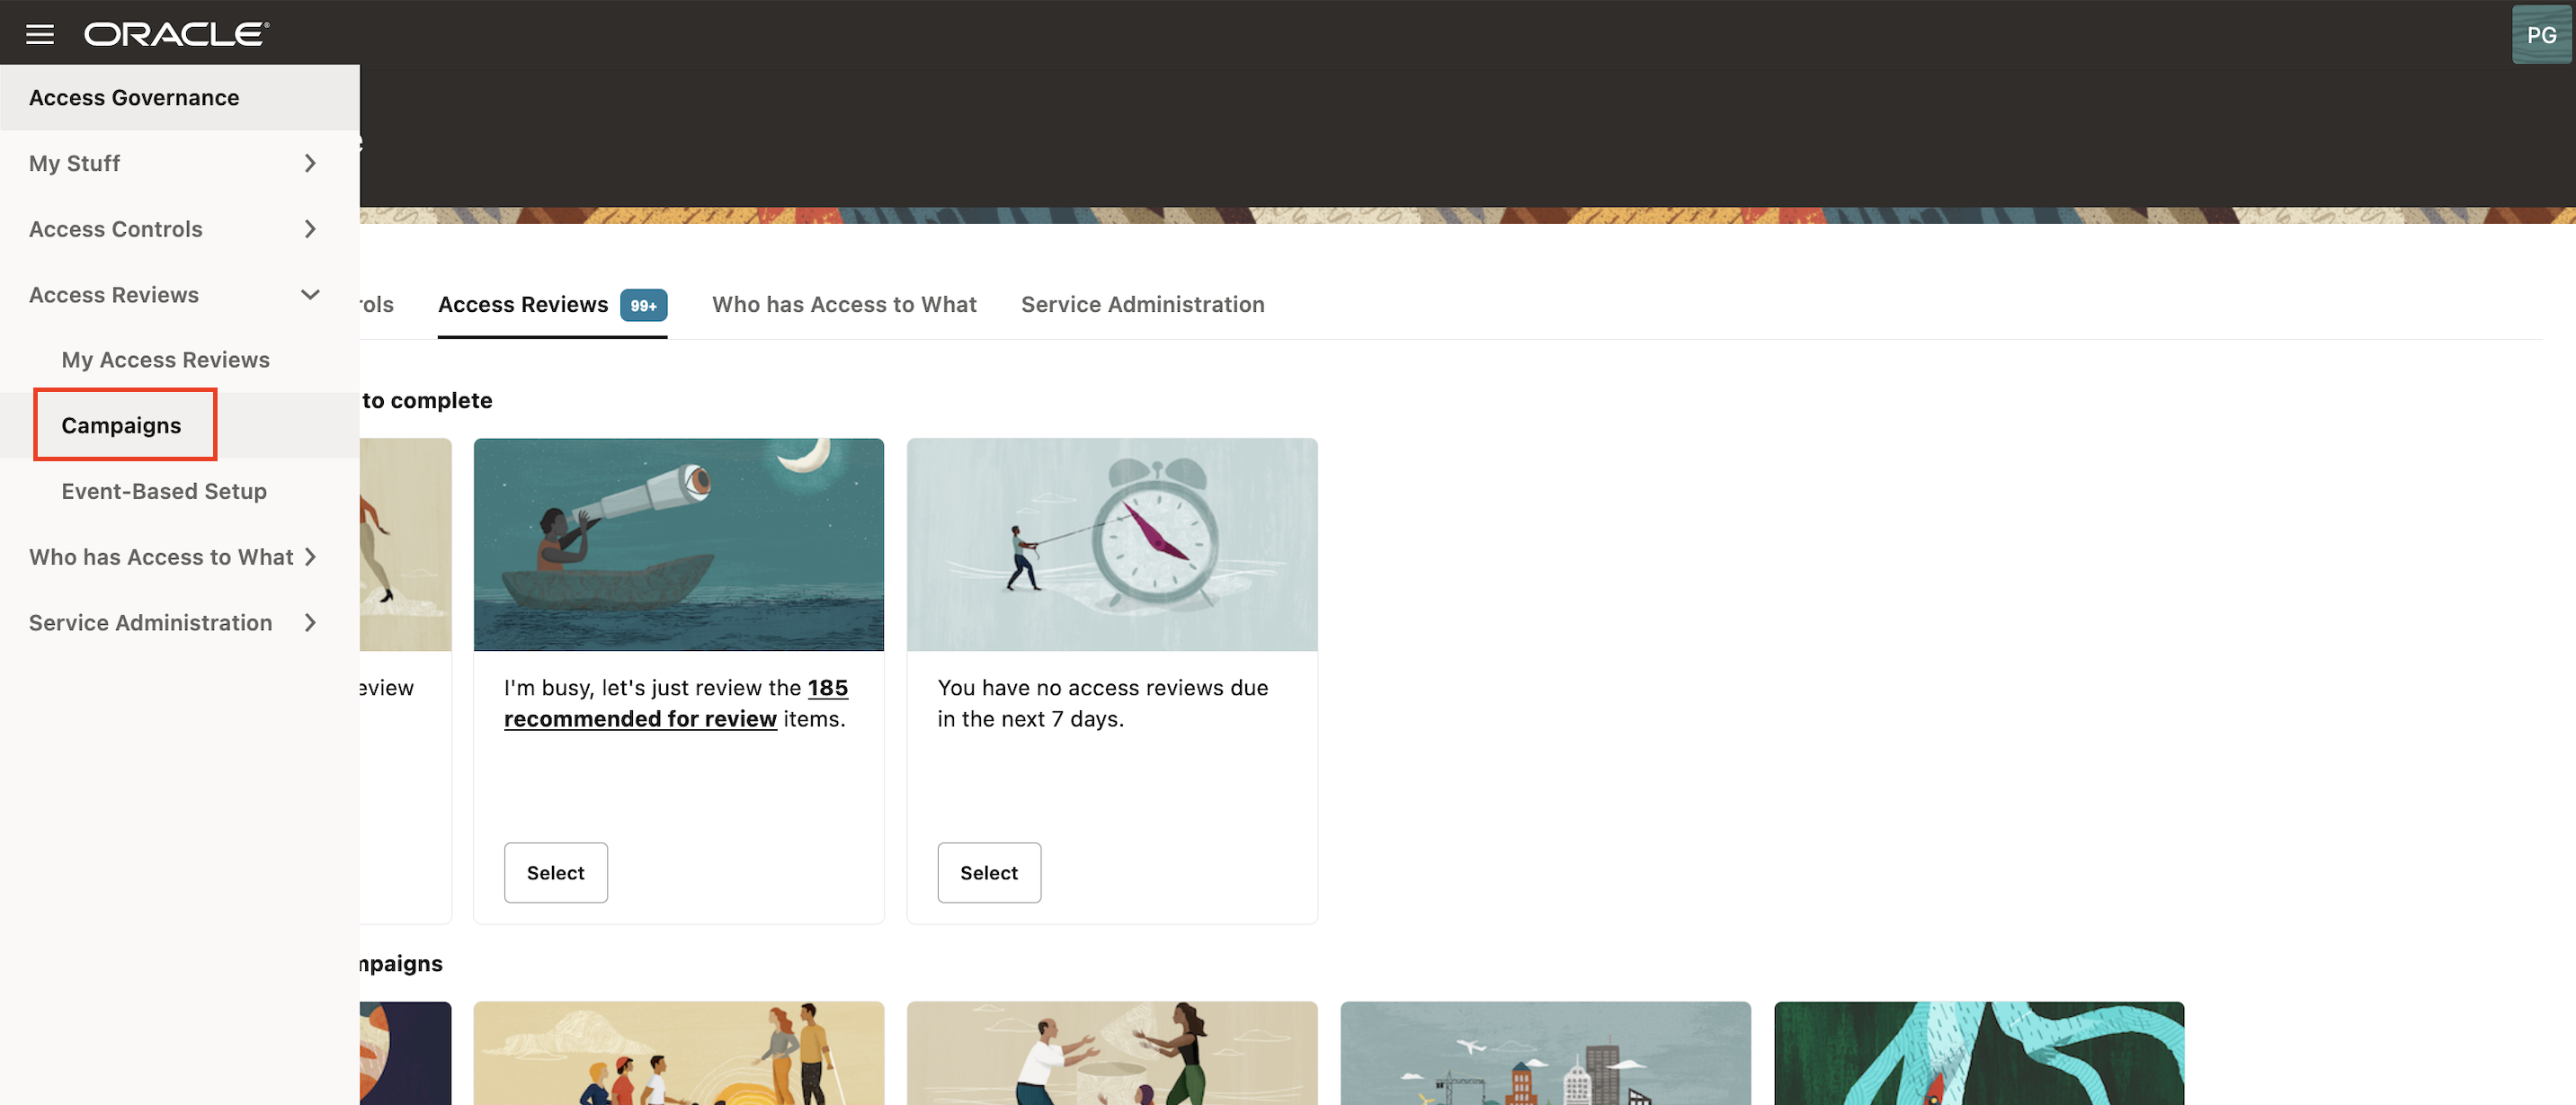 ORACLE
PG
Access Governance
My Stuff
Access Controls
Access Reviews
My Access Reviews
Campaigns
Event-Based Setup
Who has Access to What
Service Administration
Access Reviews 99+ Who has Access to What Service Administration
to complete
I'm busy, let's just review the 185
recommended for review items.
Select
You have no access reviews due
in the next 7 days.
Select